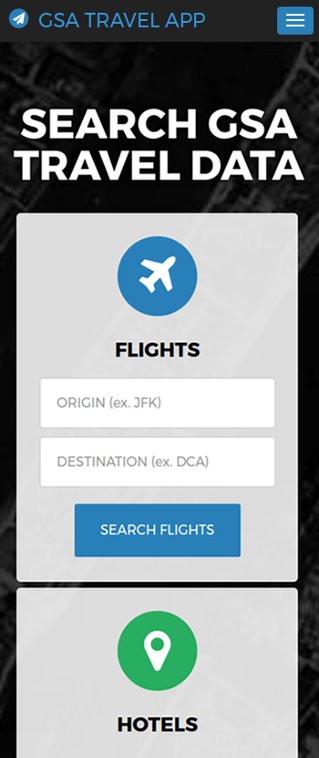 GSA TRAVEL APP
SEARCH GSA
TRAVEL DATA
FLIGHTS
ORIGIN (ex. JFK)
DESTINATION (ex. DCA)
SEARCH FLIGHTS
HOTELS